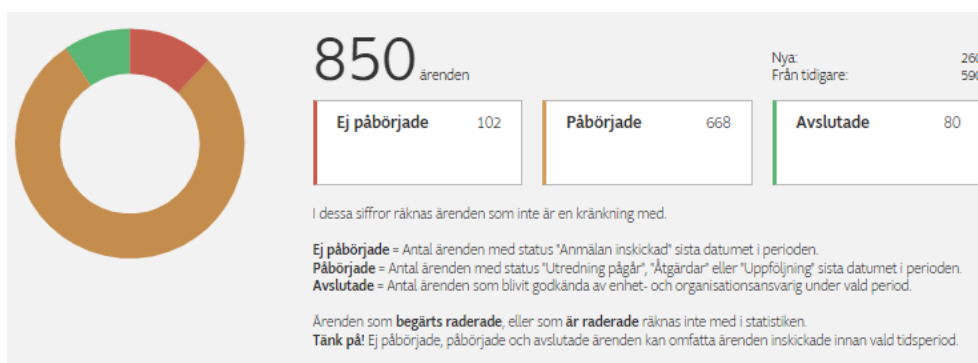 850 ärenden
Nya: 260
Från tidigare: 590
Ej påbörjade 102
Påbörjade 668
Avslutade 80
I dessa siffror räknas ärenden som inte är en kränkning med.
Ej påbörjade = Antal ärenden med status "Anmälan inskickad" sista datumet i perioden.
Påbörjade = Antal ärenden med status "Utredning pågår", "Åtgärdar" eller "Uppföljning" sista datumet i perioden.
Avslutade = Antal ärenden som blivit godkända av enhet- och organisationsansvarig under vald period.
Ärenden som begärts raderade, eller som är raderade räknas inte med i statistiken.
Tänk på! Ej påbörjade, påbörjade och avslutade ärenden kan omfatta ärenden inskickade innan vald tidsperiod.